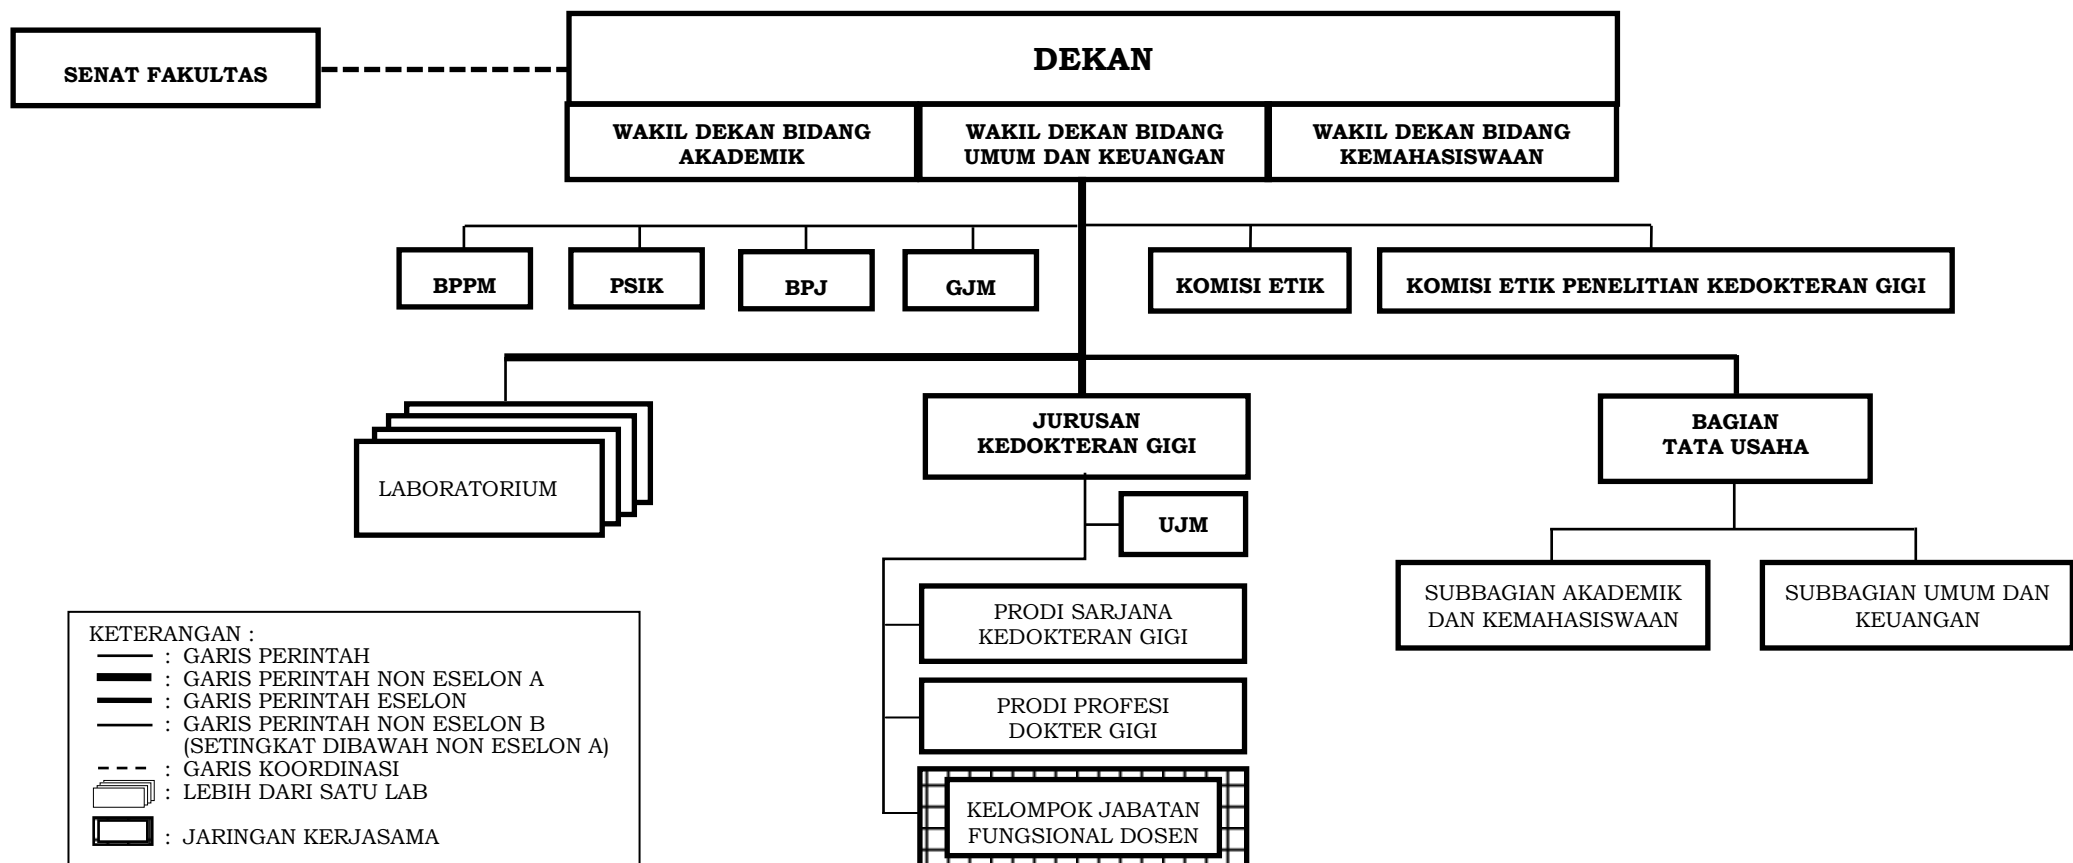 SENAT FAKULTAS
DEKAN
WAKIL DEKAN BIDANG
AKADEMIK
WAKIL DEKAN BIDANG
UMUM DAN KEUANGAN
WAKIL DEKAN BIDANG
KEMAHASISWAAN
BPPM
PSIK
BPJ
GJM
KOMISI ETIK
KOMISI ETIK PENELITIAN KEDOKTERAN GIGI
LABORATORIUM
JURUSAN
KEDOKTERAN GIGI
BAGIAN
TATA USAHA
UJM
PRODI SARJANA
KEDOKTERAN GIGI
PRODI PROFESI
DOKTER GIGI
KELOMPOK JABATAN
FUNGSIONAL DOSEN
SUBBAGIAN AKADEMIK
DAN KEMAHASISWAAN
SUBBAGIAN UMUM DAN
KEUANGAN
KETERANGAN :
: GARIS PERINTAH
: GARIS PERINTAH NON ESELON A
: GARIS PERINTAH ESELON
: GARIS PERINTAH NON ESELON B
(SETINGKAT DIBAWAH NON ESELON A)
: GARIS KOORDINASI
: LEBIH DARI SATU LAB
: JARINGAN KERJASAMA